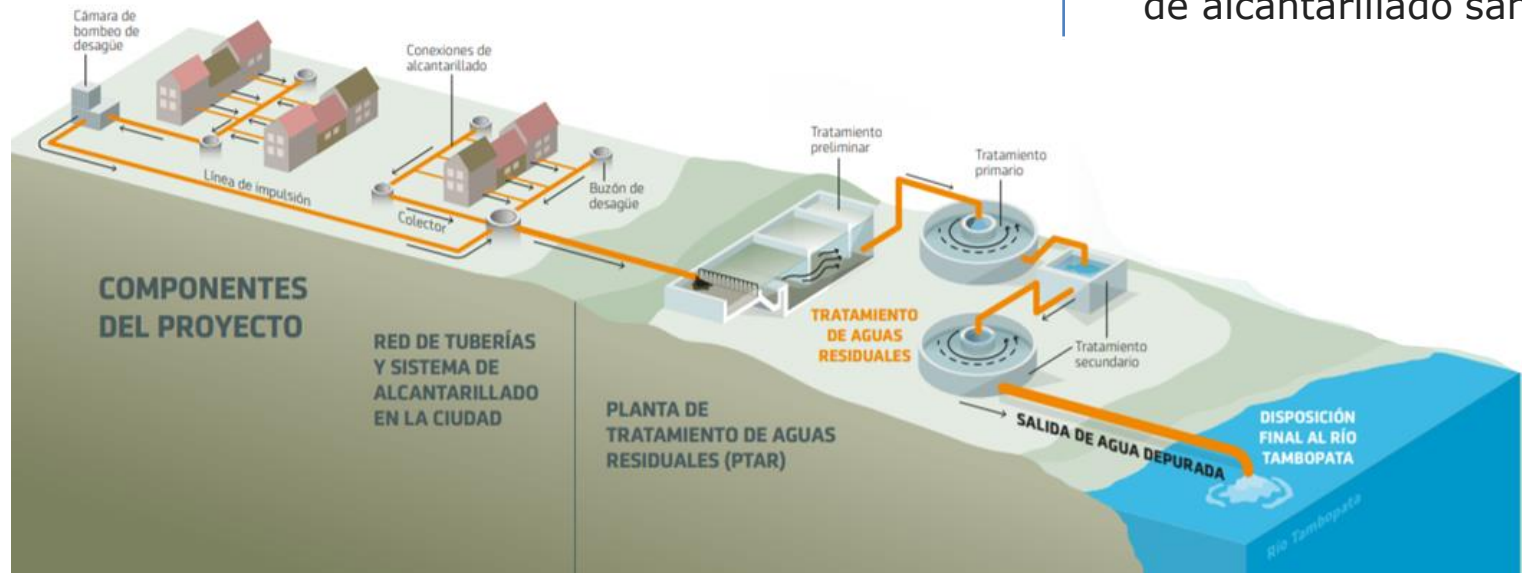 de alcantarillado
Cámara de
bombeo de
desagüe
Conexiones de
alcantarillado
Línea de impulsión
Colector
Buzón de
desagüe
Tratamiento
preliminar
Tratamiento
primario
TRATAMIENTO
DE AGUAS
RESIDUALES
Tratamiento
secundario
COMPONENTES
DEL PROYECTO
RED DE TUBERÍAS
Y SISTEMA DE
ALCANTARILLADO
EN LA CIUDAD
PLANTA DE
TRATAMIENTO DE AGUAS
RESIDUALES (PTAR)
SALIDA DE AGUA DEPURADA
DISPOSICIÓN
FINAL AL RÍO
TAMBOPATA
Río Tambopata